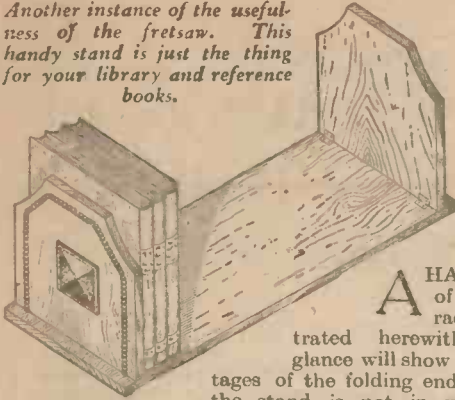 Another instance of the useful-
ness of the fretsaw. This
handy stand is just the thing
for your library and reference
books.
A HA
of
rac
trated herewith
glance will show
tages of the folding end
the stand is not in